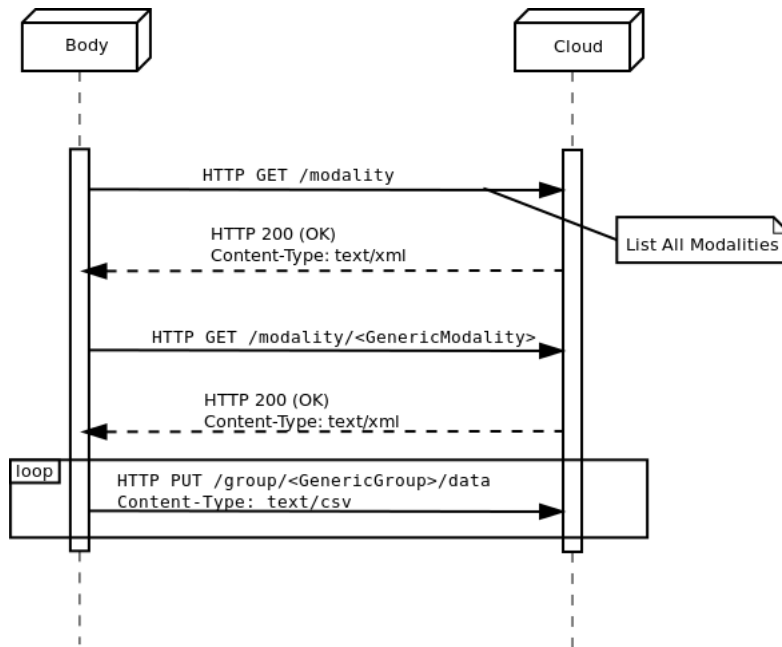 Body
Cloud
HTTP GET /modality
List All Modalities
HTTP 200 (OK)
Content-Type: text/xml
HTTP GET /modality/<GenericModality>
HTTP 200 (OK)
Content-Type: text/xml
loop
HTTP PUT /group/<GenericGroup>/data
Content-Type: text/csv